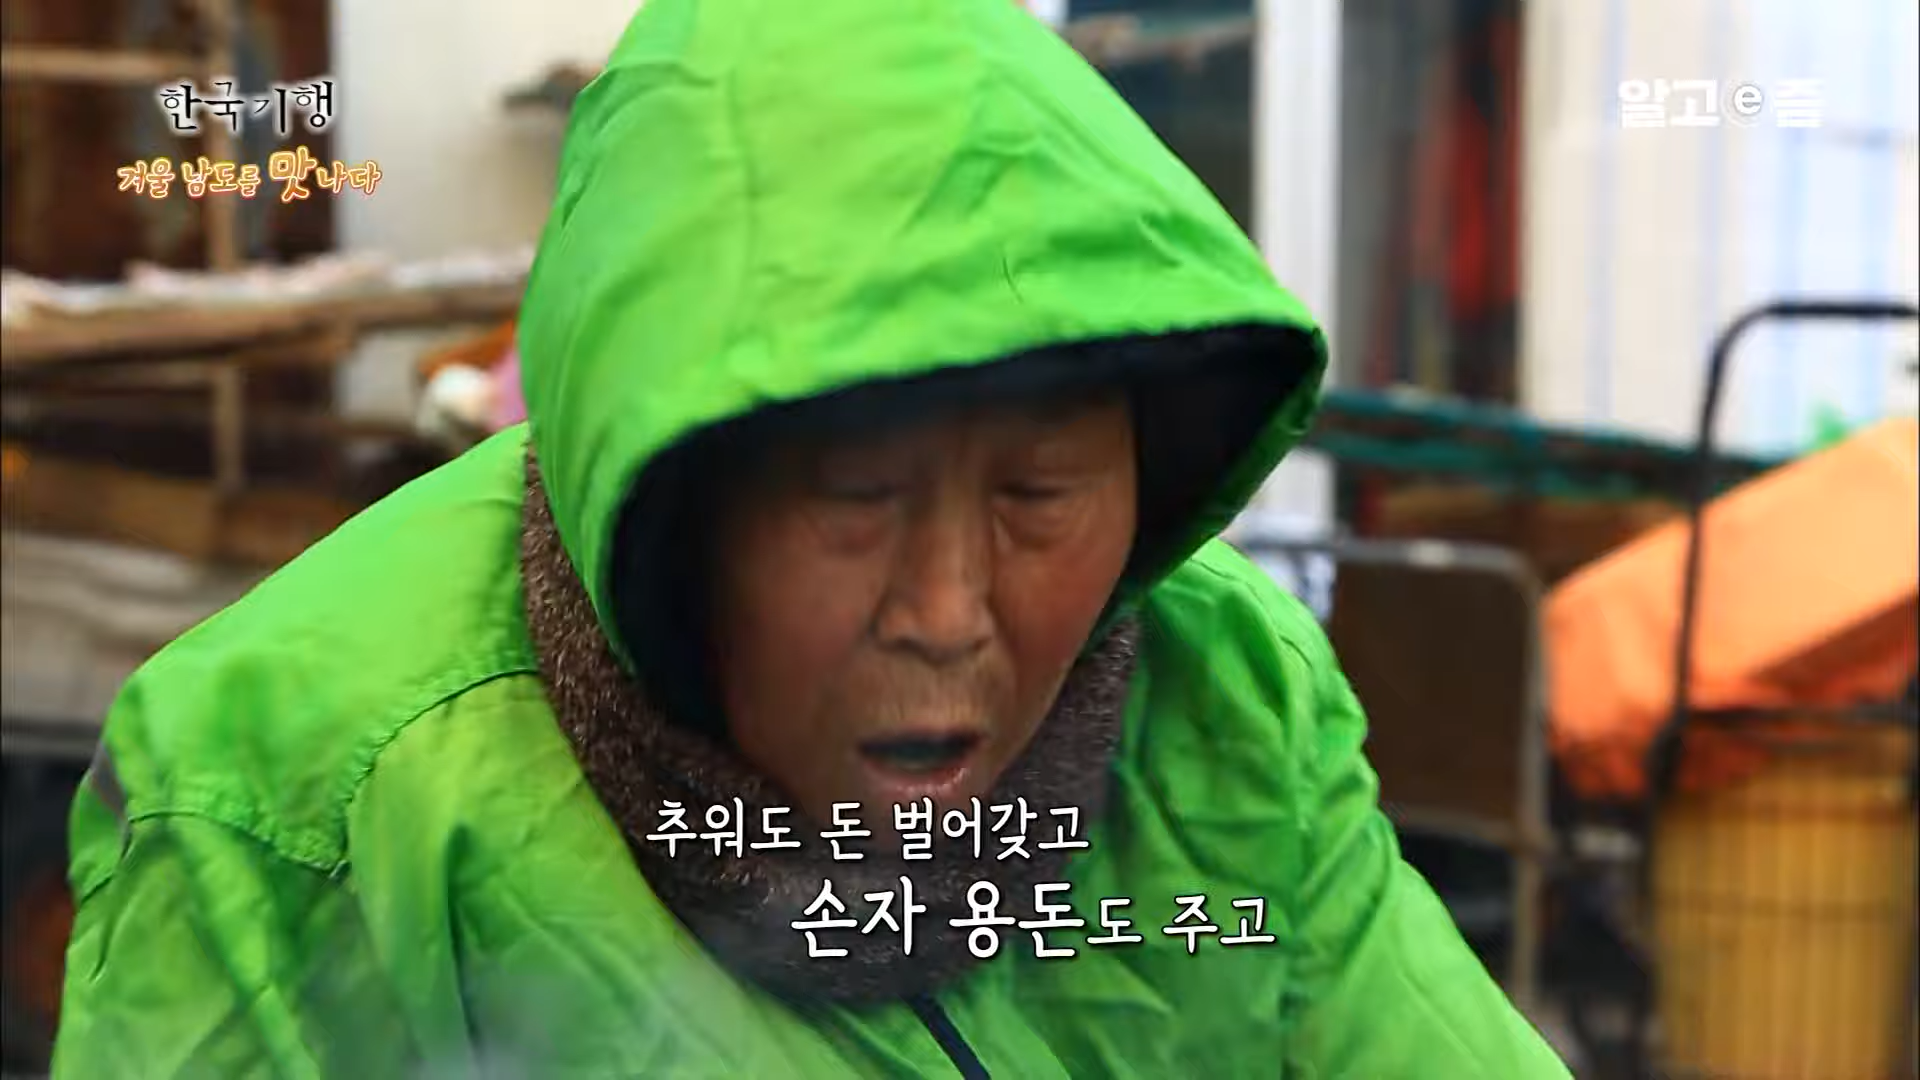 한국기행
겨울 남도를 맛나다
알고e즘
추워도 돈 벌어갖고
손자 용돈도 주고